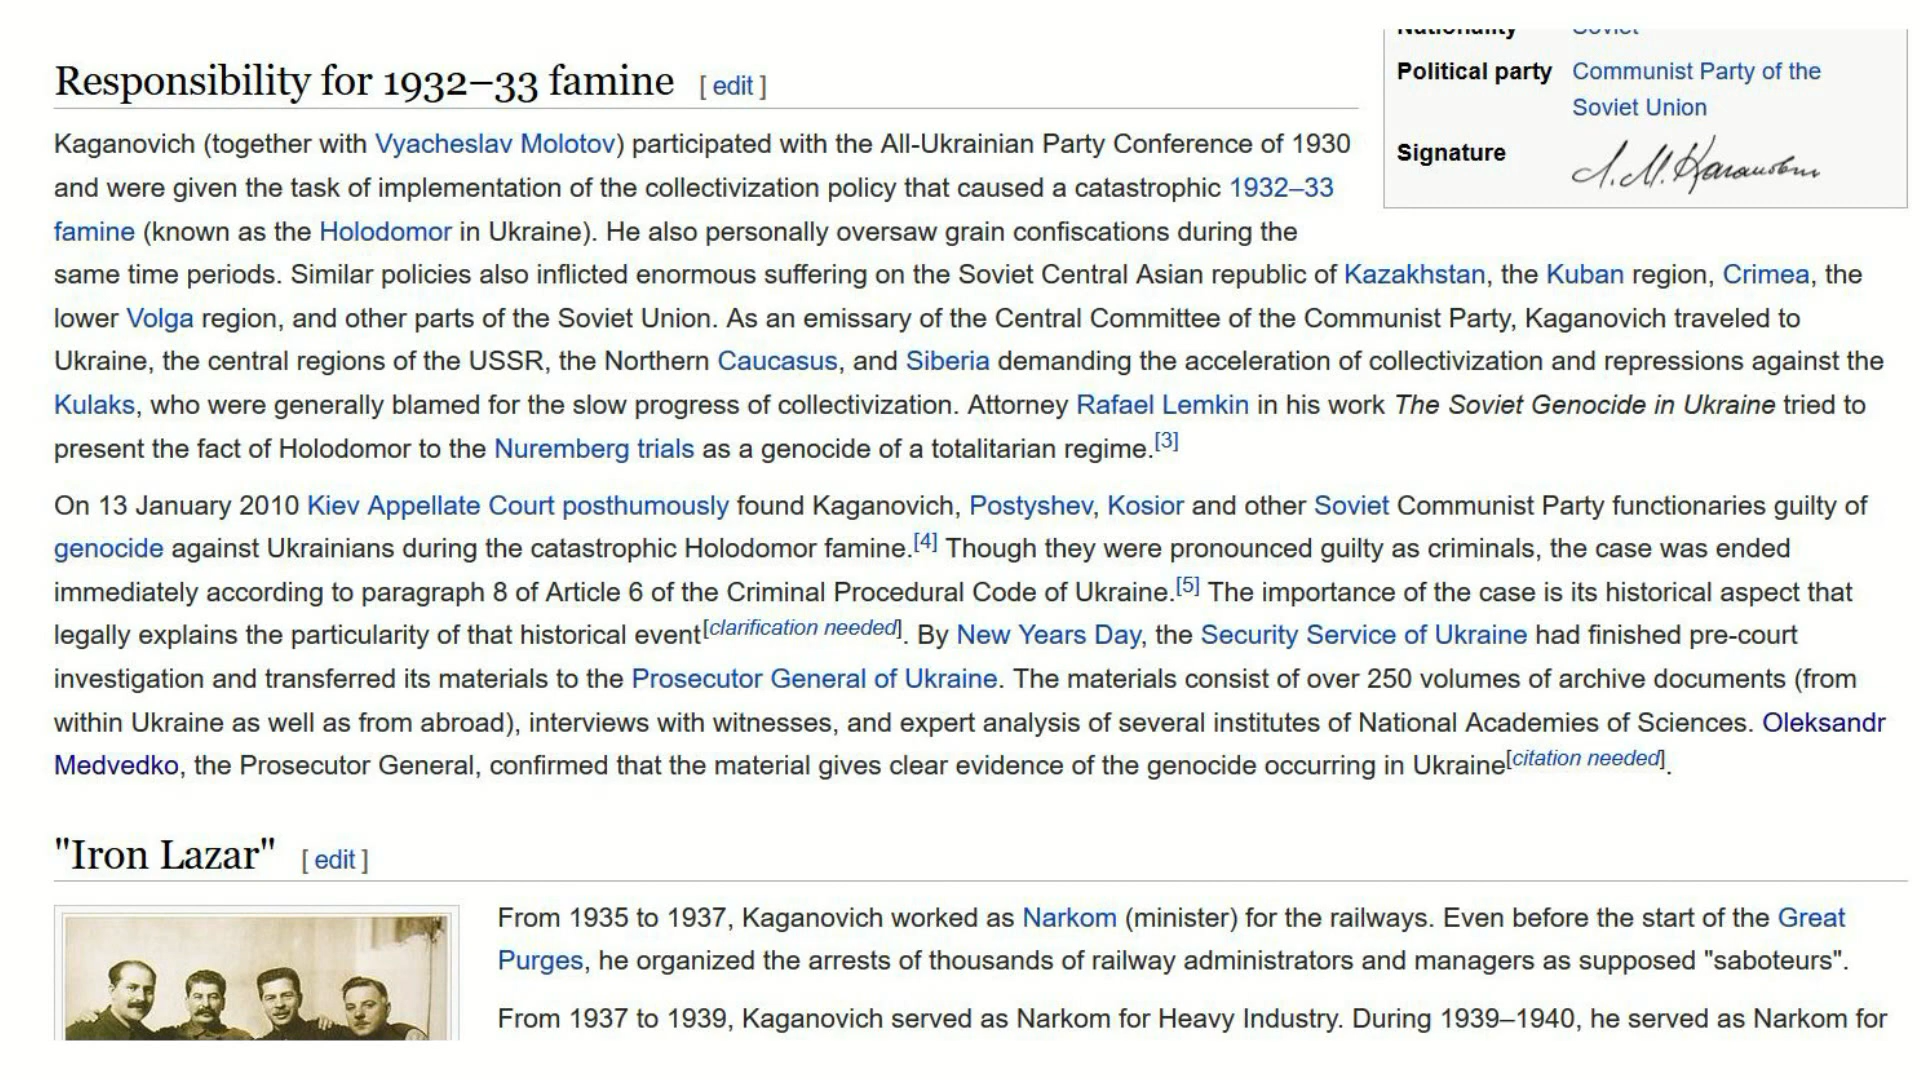 Responsibility for 1932–33 famine [ edit ]
Kaganovich (together with Vyacheslav Molotov) participated with the All-Ukrainian Party Conference of 1930
and were given the task of implementation of the collectivization policy that caused a catastrophic 1932–33
famine (known as the Holodomor in Ukraine). He also personally oversaw grain confiscations during the
same time periods. Similar policies also inflicted enormous suffering on the Soviet Central Asian republic of Kazakhstan, the Kuban region, Crimea, the
lower Volga region, and other parts of the Soviet Union. As an emissary of the Central Committee of the Communist Party, Kaganovich traveled to
Ukraine, the central regions of the USSR, the Northern Caucasus, and Siberia demanding the acceleration of collectivization and repressions against the
Kulaks, who were generally blamed for the slow progress of collectivization. Attorney Rafael Lemkin in his work The Soviet Genocide in Ukraine tried to
present the fact of Holodomor to the Nuremberg trials as a genocide of a totalitarian regime.[3]
On 13 January 2010 Kiev Appellate Court posthumously found Kaganovich, Postyshev, Kosior and other Soviet Communist Party functionaries guilty of
genocide against Ukrainians during the catastrophic Holodomor famine.[4] Though they were pronounced guilty as criminals, the case was ended
immediately according to paragraph 8 of Article 6 of the Criminal Procedural Code of Ukraine.[5] The importance of the case is its historical aspect that
legally explains the particularity of that historical event[clarification needed]. By New Years Day, the Security Service of Ukraine had finished pre-court
investigation and transferred its materials to the Prosecutor General of Ukraine. The materials consist of over 250 volumes of archive documents (from
within Ukraine as well as from abroad), interviews with witnesses, and expert analysis of several institutes of National Academies of Sciences. Oleksandr
Medvedko, the Prosecutor General, confirmed that the material gives clear evidence of the genocide occurring in Ukraine[citation needed].
Nationality Soviet
Political party Communist Party of the
Soviet Union
Signature
"Iron Lazar" [ edit ]
From 1935 to 1937, Kaganovich worked as Narkom (minister) for the railways. Even before the start of the Great
Purges, he organized the arrests of thousands of railway administrators and managers as supposed "saboteurs".
From 1937 to 1939, Kaganovich served as Narkom for Heavy Industry. During 1939–1940, he served as Narkom for